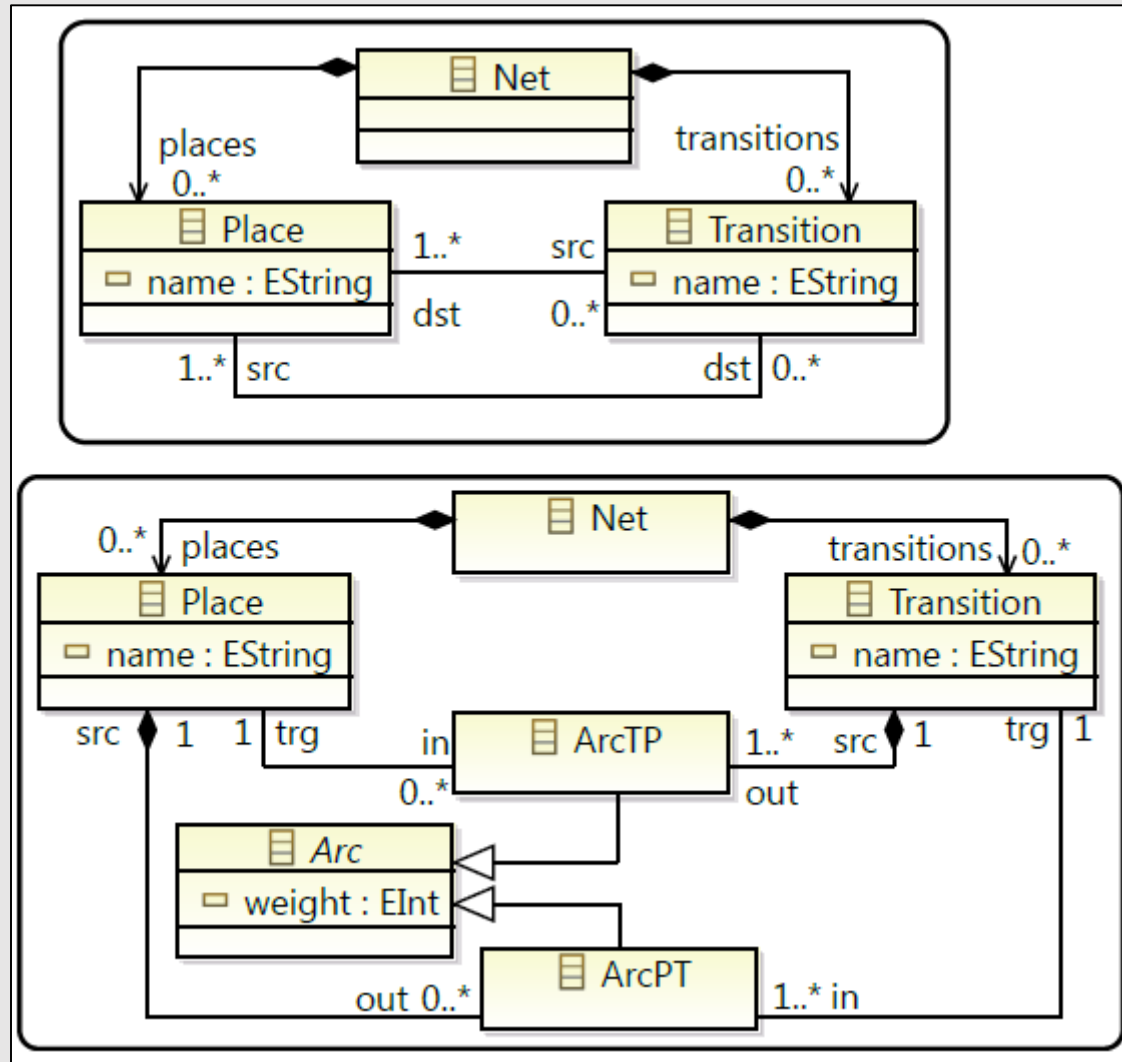 Net
places
transitions
0..*
0..*
Place
Transition
name : EString
1..*
src
name : EString
dst
0..*
1..*
src
dst
0..*
Net
0..*
places
transitions
0..*
Place
Transition
name : EString
name : EString
src
1
1
trg
in
ArcTP
1..*
src
1
trg
1
0..*
out
Arc
weight : EInt
ArcPT
out 0..*
1..* in